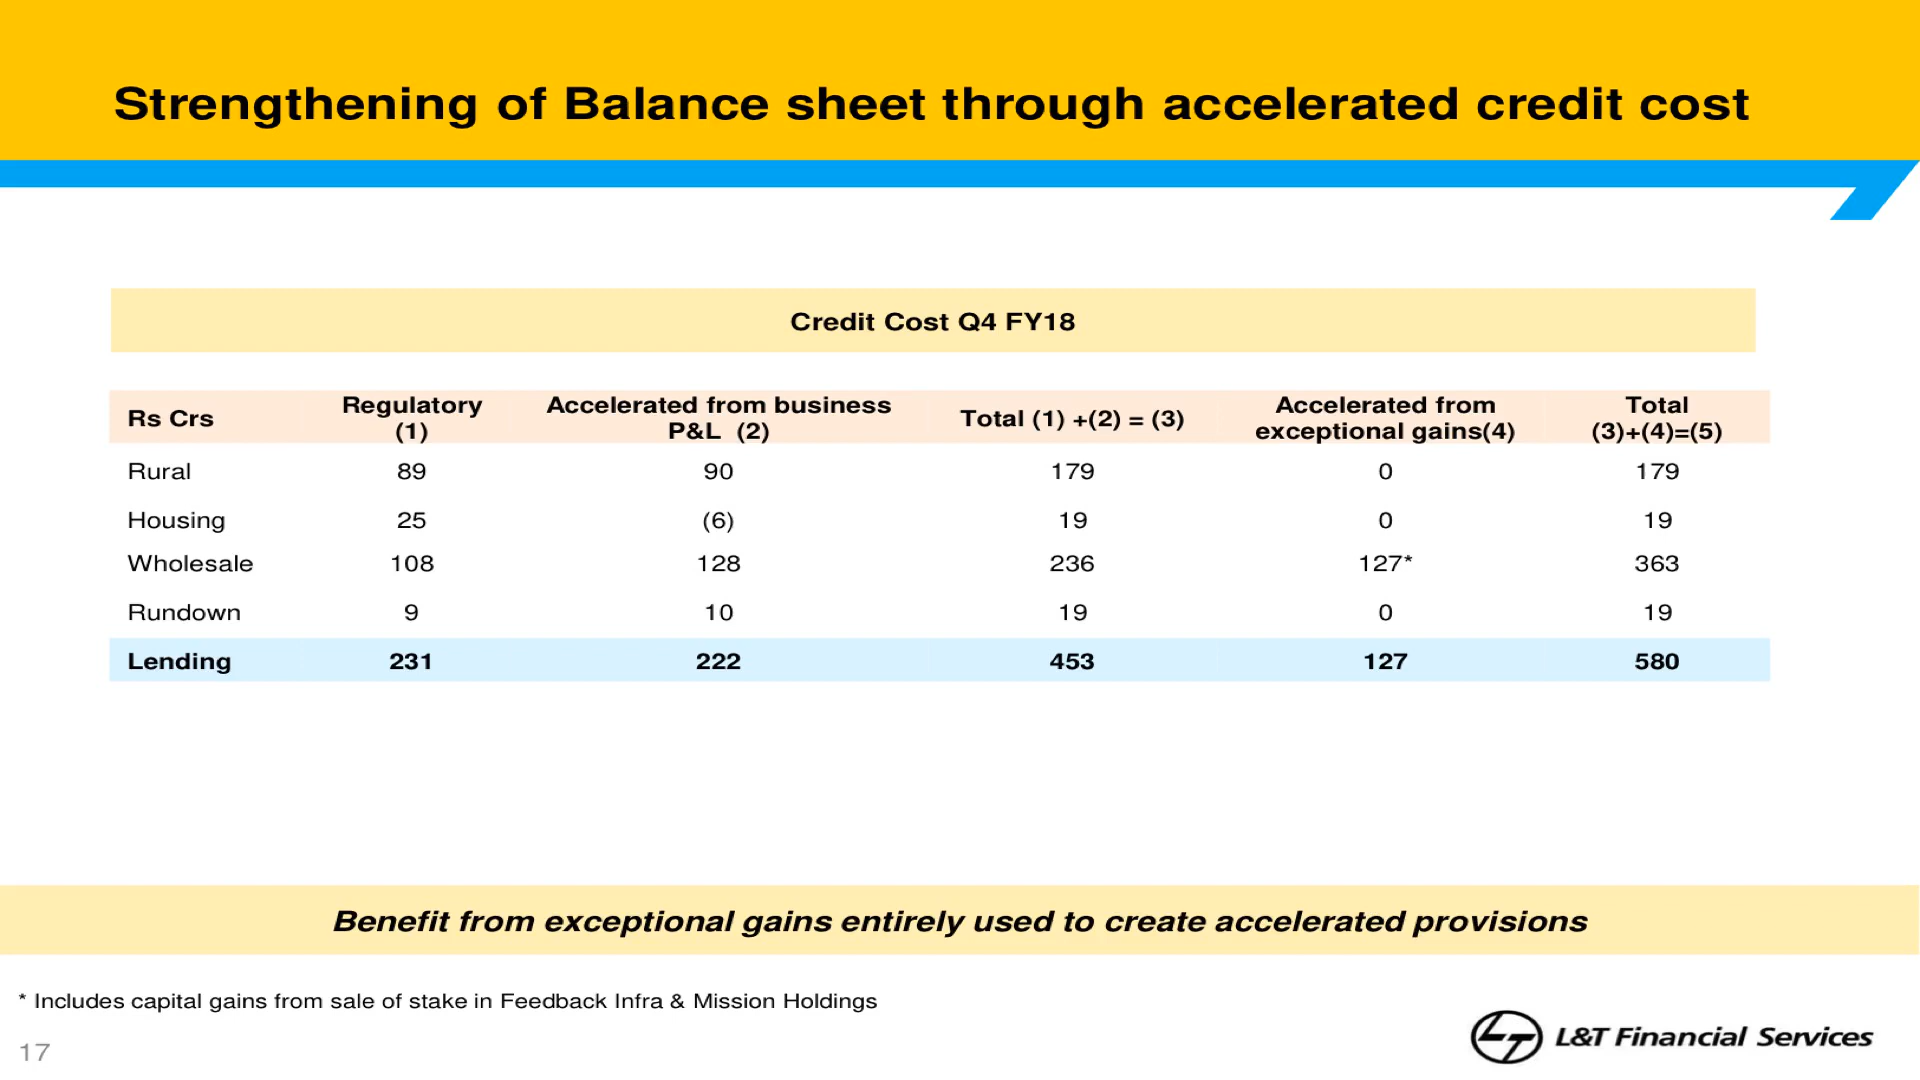 Strengthening of Balance sheet through accelerated credit cost
Credit Cost Q4 FY18
Rs Crs Regulatory (1) Accelerated from business P&L (2) Total (1) +(2) = (3) Accelerated from exceptional gains(4) Total (3)+(4)=(5)
Rural 89 90 179 0 179
Housing 25 (6) 19 0 19
Wholesale 108 128 236 127* 363
Rundown 9 10 19 0 19
Lending 231 222 453 127 580
Benefit from exceptional gains entirely used to create accelerated provisions
* Includes capital gains from sale of stake in Feedback Infra & Mission Holdings
17
L&T Financial Services